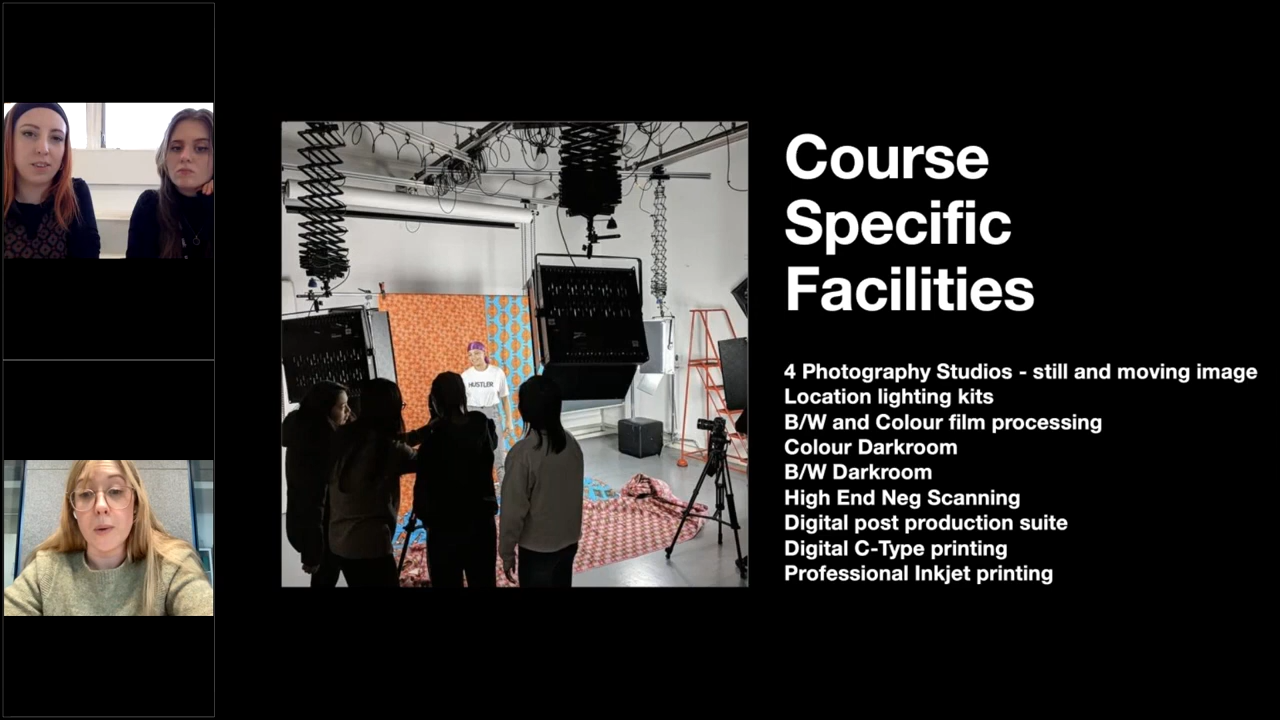 Course
Specific
Facilities
4 Photography Studios - still and moving image
Location lighting kits
B/W and Colour film processing
Colour Darkroom
B/W Darkroom
High End Neg Scanning
Digital post production suite
Digital C-Type printing
Professional Inkjet printing
HUSTLER